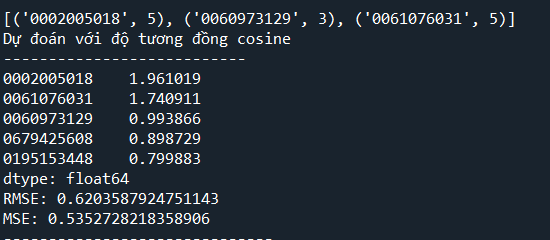 [('0002005018', 5), ('0060973129', 3), ('0061076031', 5)]
Dự đoán với độ tương đồng cosine
---------------------------
0002005018    1.961019
0061076031    1.740911
0060973129    0.993866
0679425608    0.898729
0195153448    0.799883
dtype: float64
RMSE: 0.6203587924751143
MSE: 0.5352728218358906
------------------------------